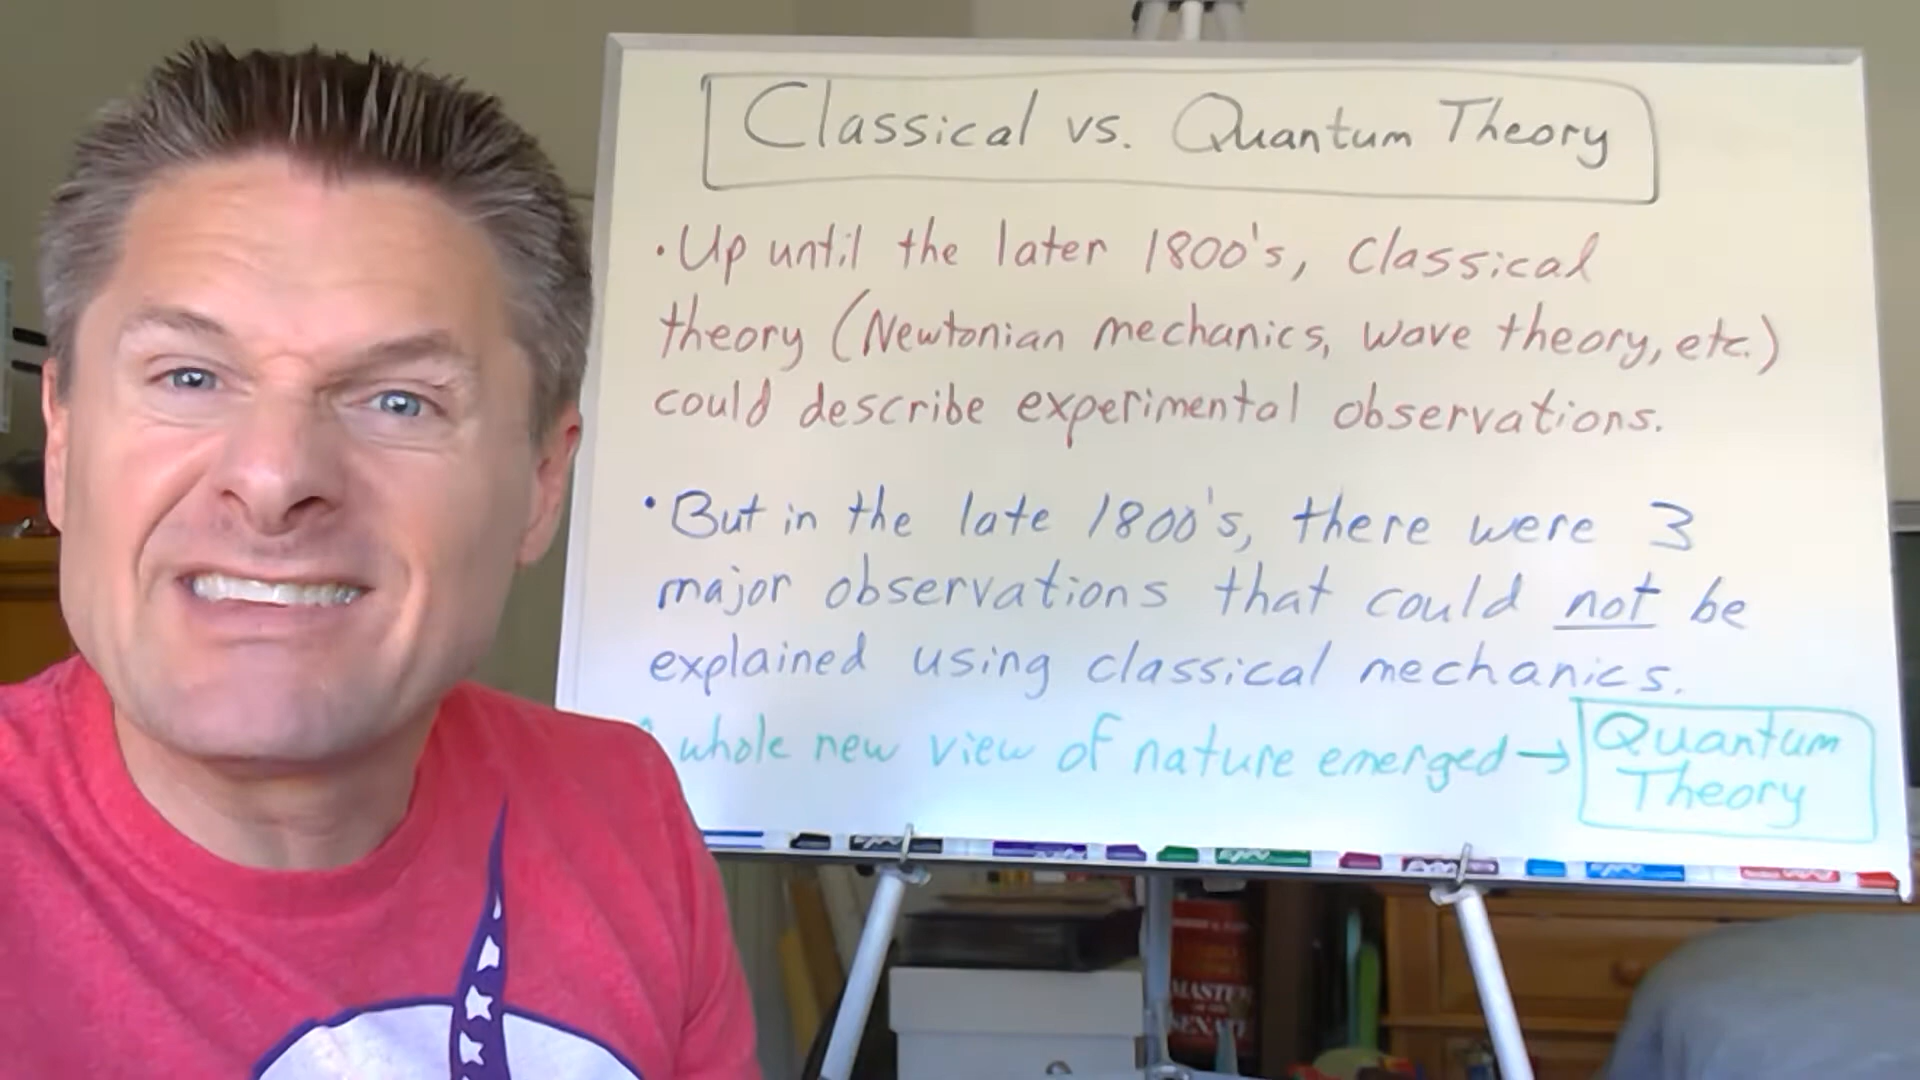 Classical vs. Quantum Theory
• Up until the later 1800's, Classical
theory (Newtonian mechanics, wave theory, etc.)
could describe experimental observations.
• But in the late 1800's, there were 3
major observations that could not be
explained using classical mechanics.
whole new view of nature emerged → Quantum
Theory
MASTER
SENATE